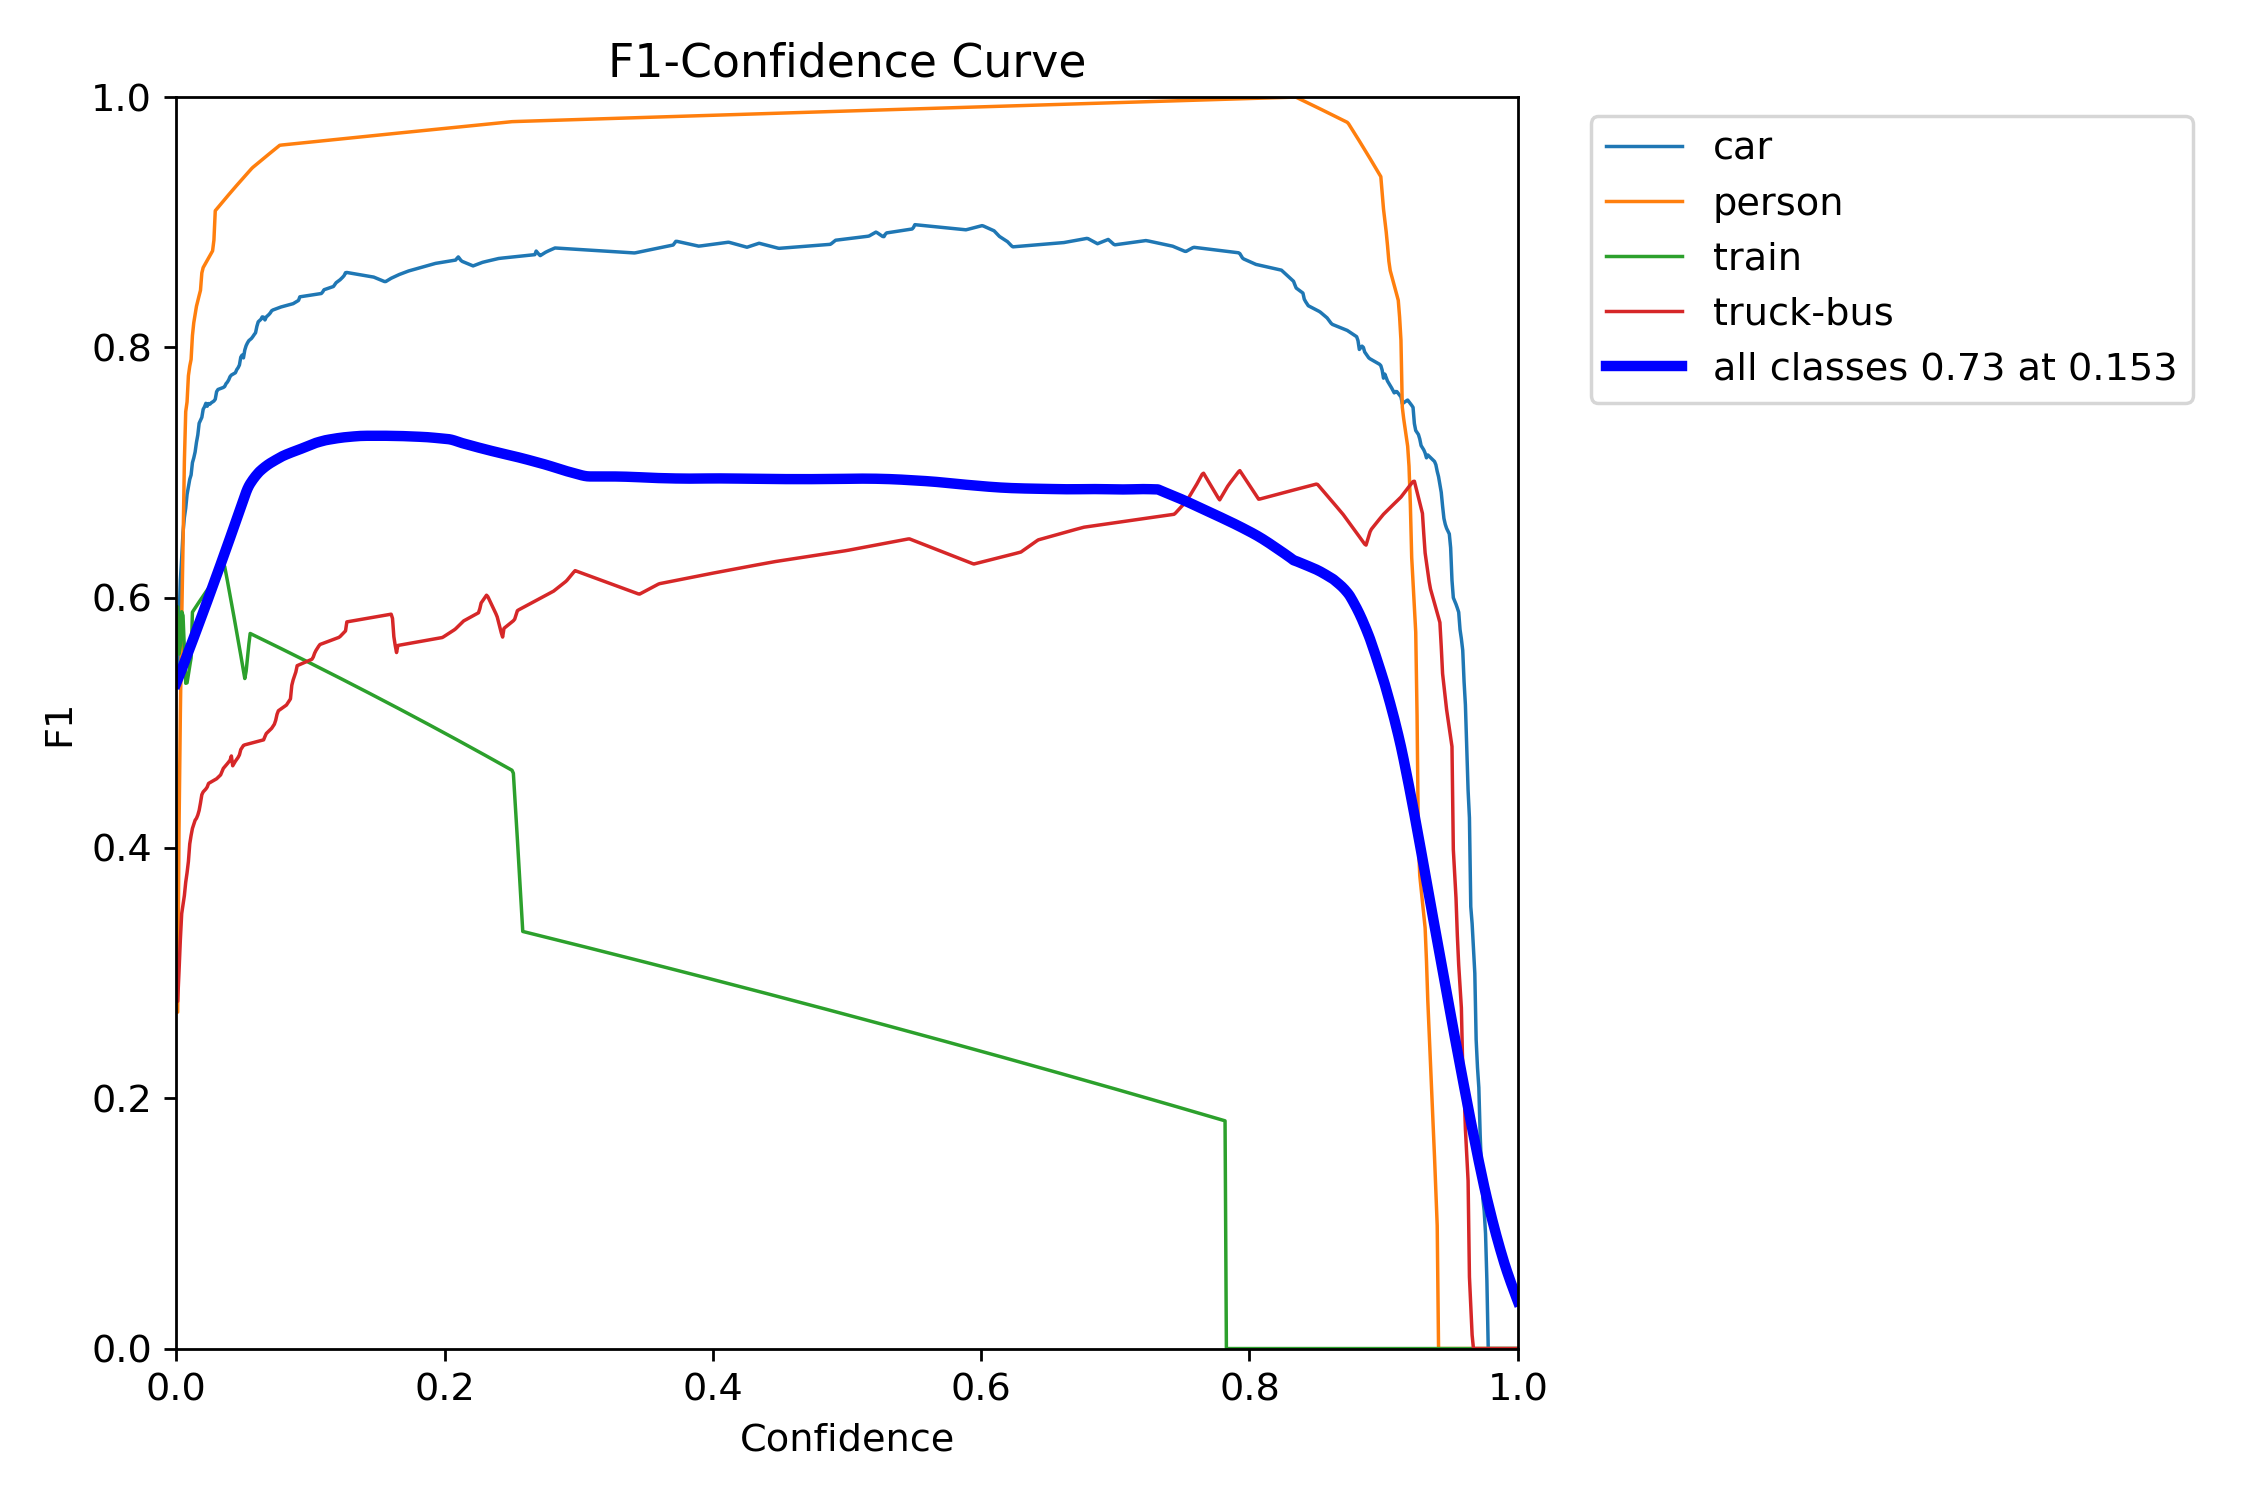 F1-Confidence Curve
1.0
0.8
0.6
0.4
0.2
0.0
F1
0.0 0.2 0.4 0.6 0.8 1.0
Confidence
car
person
train
truck-bus
all classes 0.73 at 0.153